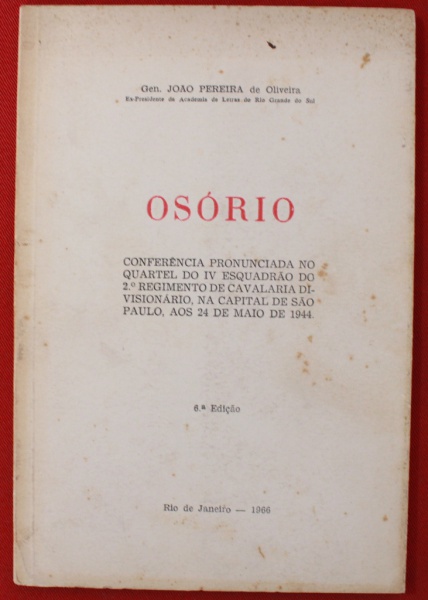 Gen. JOAO PEREIRA de Oliveira
Ex-Presidente da Academia de Letras do Rio Grande do Sul
OSÓRIO
CONFERÊNCIA PRONUNCIADA NO
QUARTEL DO IV ESQUADRÃO DO
2.º REGIMENTO DE CAVALARIA DI-
VISIONÁRIO, NA CAPITAL DE SÃO
PAULO, AOS 24 DE MAIO DE 1944.
6.ª Edição
Rio de Janeiro — 1966